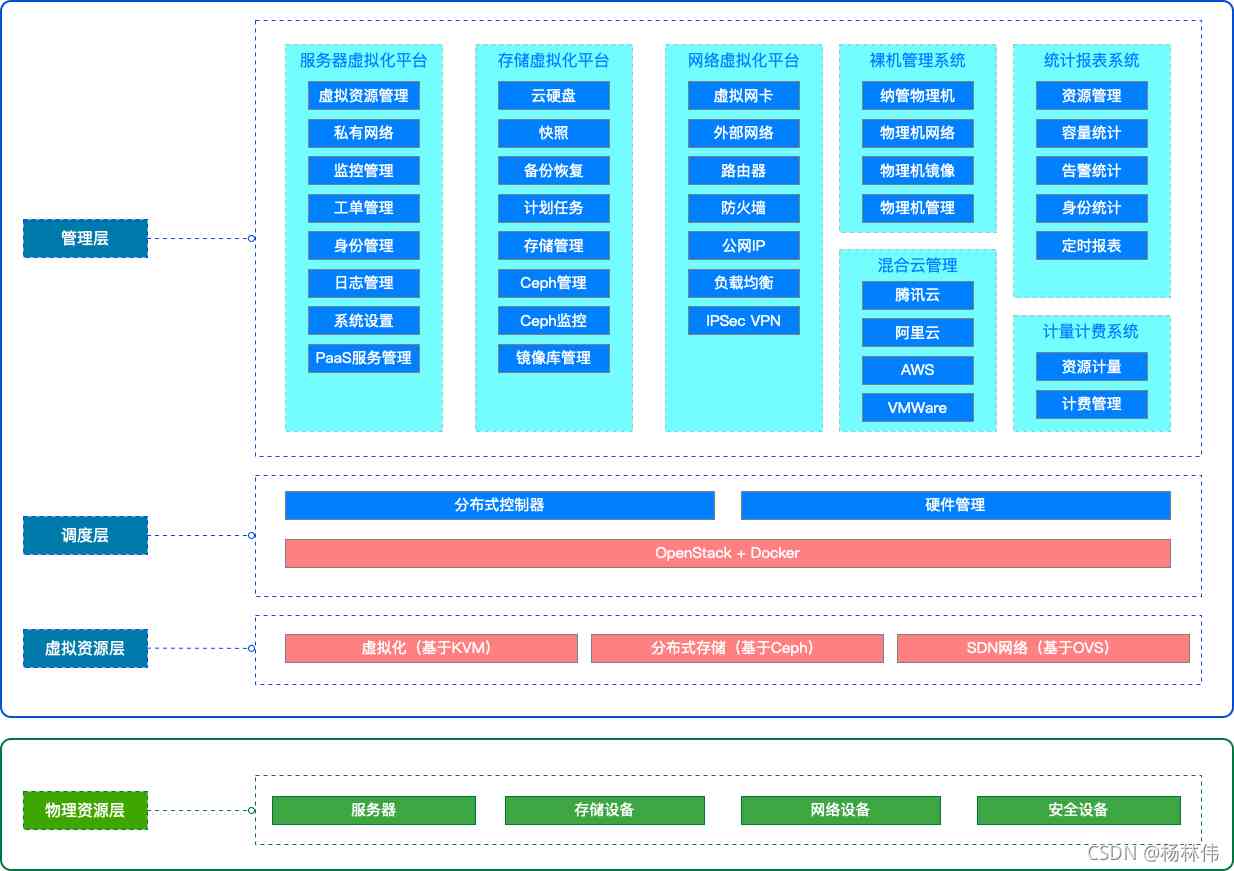 管理层
服务器虚拟化平台
虚拟资源管理
私有网络
监控管理
工单管理
身份管理
日志管理
系统设置
PaaS服务管理
存储虚拟化平台
云硬盘
快照
备份恢复
计划任务
存储管理
Ceph管理
Ceph监控
镜像库管理
网络虚拟化平台
虚拟网卡
外部网络
路由器
防火墙
公网IP
负载均衡
IPSec VPN
裸机管理系统
纳管物理机
物理机网络
物理机镜像
物理机管理
混合云管理
腾讯云
阿里云
AWS
VMWare
统计报表系统
资源管理
容量统计
告警统计
身份统计
定时报表
计量计费系统
资源计量
计费管理
调度层
分布式控制器
硬件管理
OpenStack + Docker
虚拟资源层
虚拟化（基于KVM）
分布式存储（基于Ceph）
SDN网络（基于OVS）
物理资源层
服务器
存储设备
网络设备
安全设备
CSDN @杨林伟